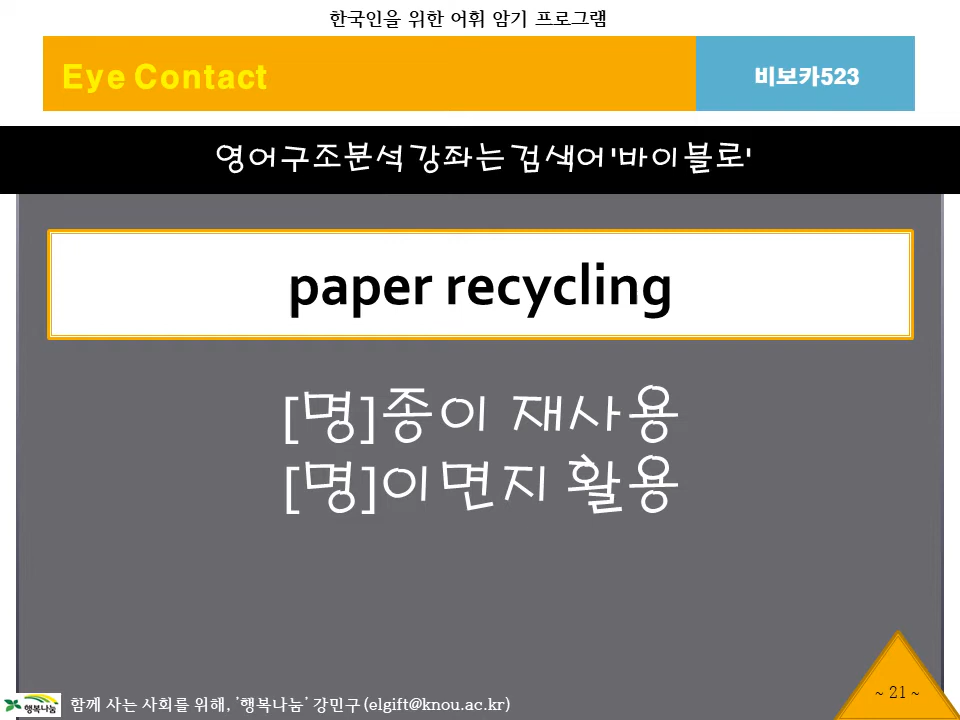 한국인을 위한 어휘 암기 프로그램
Eye Contact
비보카523
영어구조분석 강좌는 검색어 '바이블로'
paper recycling
[명]종이 재사용
[명]이면지 활용
~ 21 ~
행복나눔
함께 사는 사회를 위해, '행복나눔' 강민구 (elgift@knou.ac.kr)